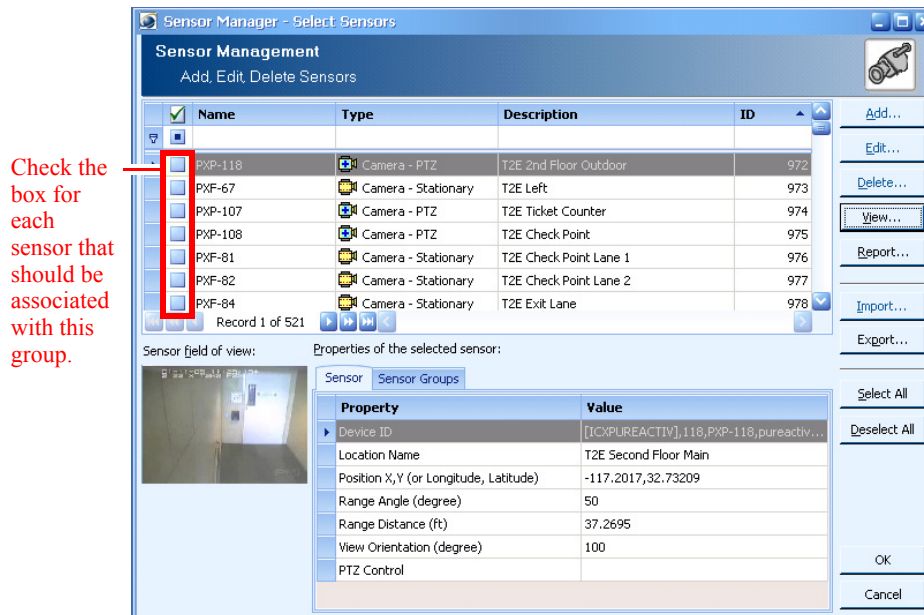 Sensor Manager - Select Sensors
Sensor Management
Add, Edit, Delete Sensors
Name Type Description ID
PXP-118 Camera - PTZ T2E 2nd Floor Outdoor 972
PXF-67 Camera - Stationary T2E Left 973
PXP-107 Camera - PTZ T2E Ticket Counter 974
PXP-108 Camera - PTZ T2E Check Point 975
PXF-81 Camera - Stationary T2E Check Point Lane 1 976
PXF-82 Camera - Stationary T2E Check Point Lane 2 977
PXF-84 Camera - Stationary T2E Exit Lane 978
Record 1 of 521
Check the
box for
each
sensor that
should be
associated
with this
group.
Sensor field of view:
Properties of the selected sensor:
Sensor Sensor Groups
Property Value
Device ID [ICXPUREACTIV],118,PXP-118,pureactiv...
Location Name T2E Second Floor Main
Position X,Y (or Longitude, Latitude) -117.2017,32.73209
Range Angle (degree) 50
Range Distance (ft) 37.2695
View Orientation (degree) 100
PTZ Control
Add...
Edit...
Delete...
View...
Report...
Import...
Export...
Select All
Deselect All
OK
Cancel